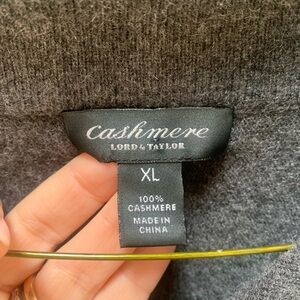 Cashmere
LORD & TAYLOR
XL
100%
CASHMERE
MADE IN
CHINA